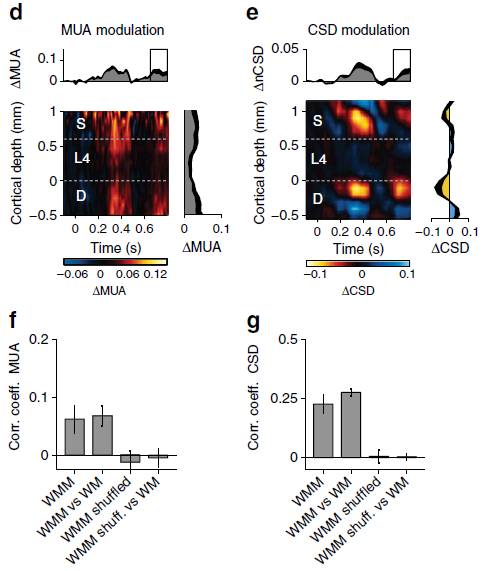 d
MUA modulation
ΔMUA
0.1
0
Cortical depth (mm)
1
0.5
0
−0.5
S
L4
D
0 0.2 0.4 0.6
Time (s)
ΔMUA
−0.06 0.00 0.06 0.12
ΔMUA
e
CSD modulation
ΔnCSD
0.05
0
Cortical depth (mm)
1
0.5
0
−0.5
S
L4
D
0 0.2 0.4 0.6
Time (s)
−0.1 0 0.1
ΔCSD
−0.1 0.1
ΔCSD
f
Corr. coeff. MUA
0.2
0.1
0
WMM
WMM vs WM
WMM shuffled
WMM shuff. vs WM
g
Corr. coeff. CSD
0.5
0.25
0
WMM
WMM vs WM
WMM shuffled
WMM shuff. vs WM